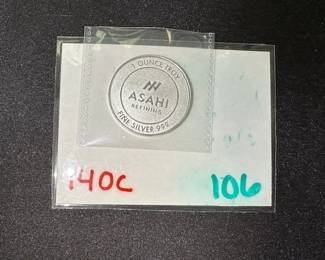 1 OUNCE TROY
ASAHI
REFINING
FINE SILVER .999
140C 106